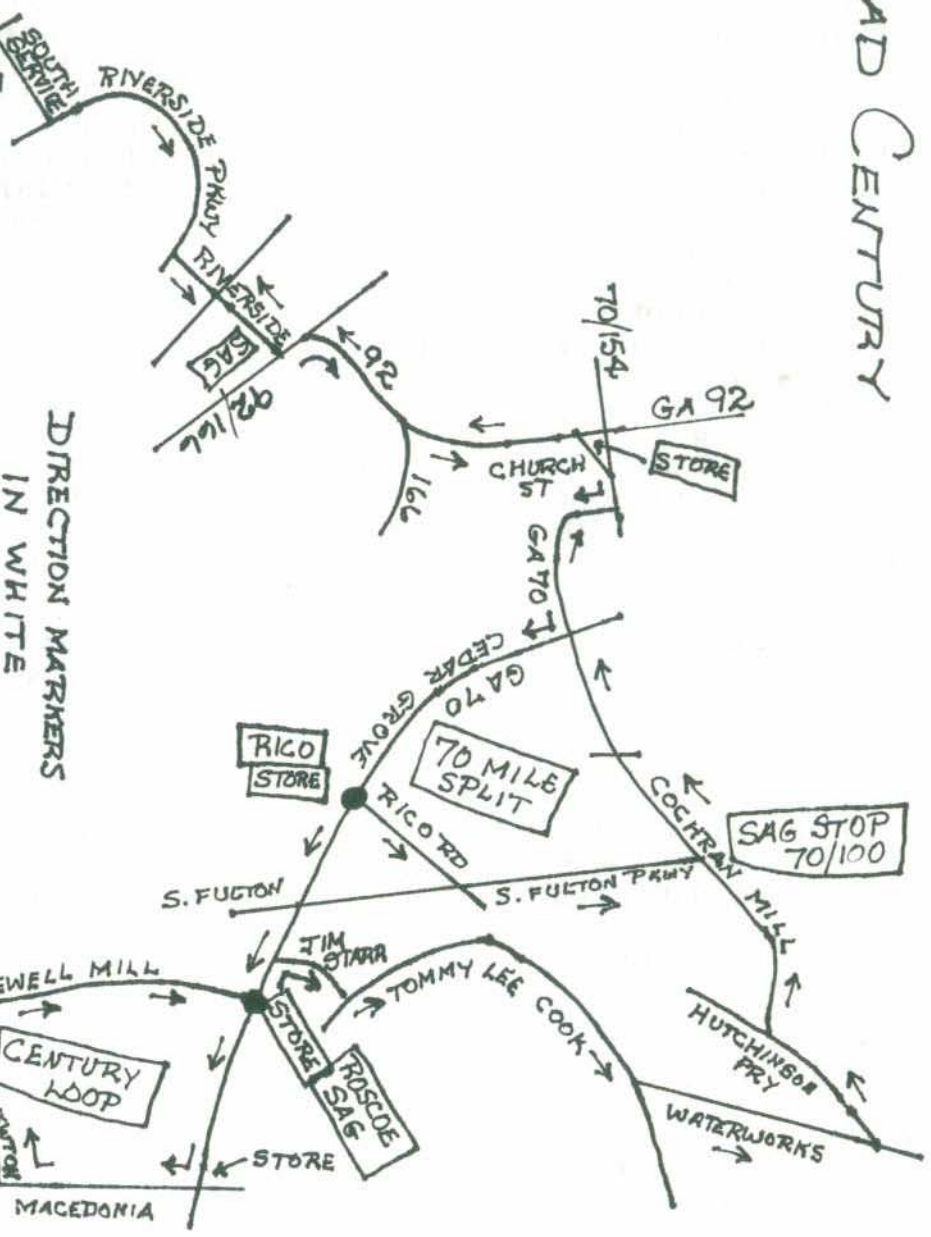 AD CENTURY
SOUTH
SERVICE
RIVERSIDE PKWY
RIVERSIDE
SAG
92/166
92
166
70/154
GA 92
STORE
CHURCH
ST
GA 70
CEDAR GROVE
GA 70
DIRECTION MARKERS
IN WHITE
RICO
STORE
70 MILE
SPLIT
RICO RD
COCHRAN MILL
SAG STOP
70/100
S. FULTON
S. FULTON PKWY
JIM
STARR
TOMMY LEE COOK
EWELL MILL
STORE
ROSCOE
SAG
HUTCHINSON
FRY
WATERWORKS
CENTURY
LOOP
STORE
MACEDONIA